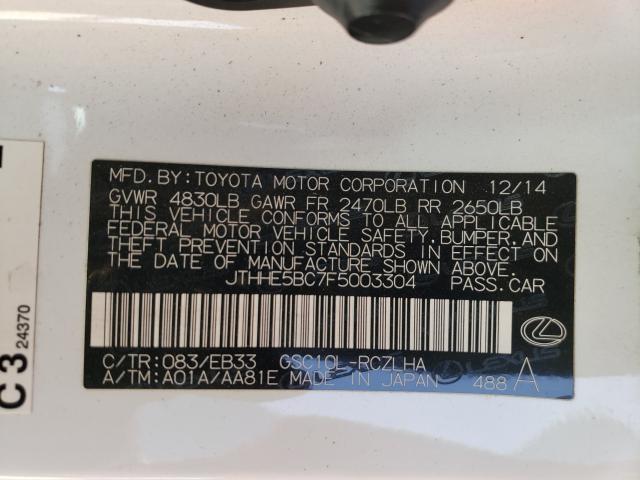 MFD. BY: TOYOTA MOTOR CORPORATION 12/14
GVWR 4830LB GAWR FR 2470LB RR 2650LB
THIS VEHICLE CONFORMS TO ALL APPLICABLE
FEDERAL MOTOR VEHICLE SAFETY, BUMPER, AND
THEFT PREVENTION STANDARDS IN EFFECT ON
THE DATE OF MANUFACTURE SHOWN ABOVE.
JTHHE5BC7F5003304 PASS.CAR
C/TR: 083/EB33 GSC10L-RCZLHA
A/TM: A01A/AA81E MADE IN JAPAN 488 A
C 3 24370
LEXUS